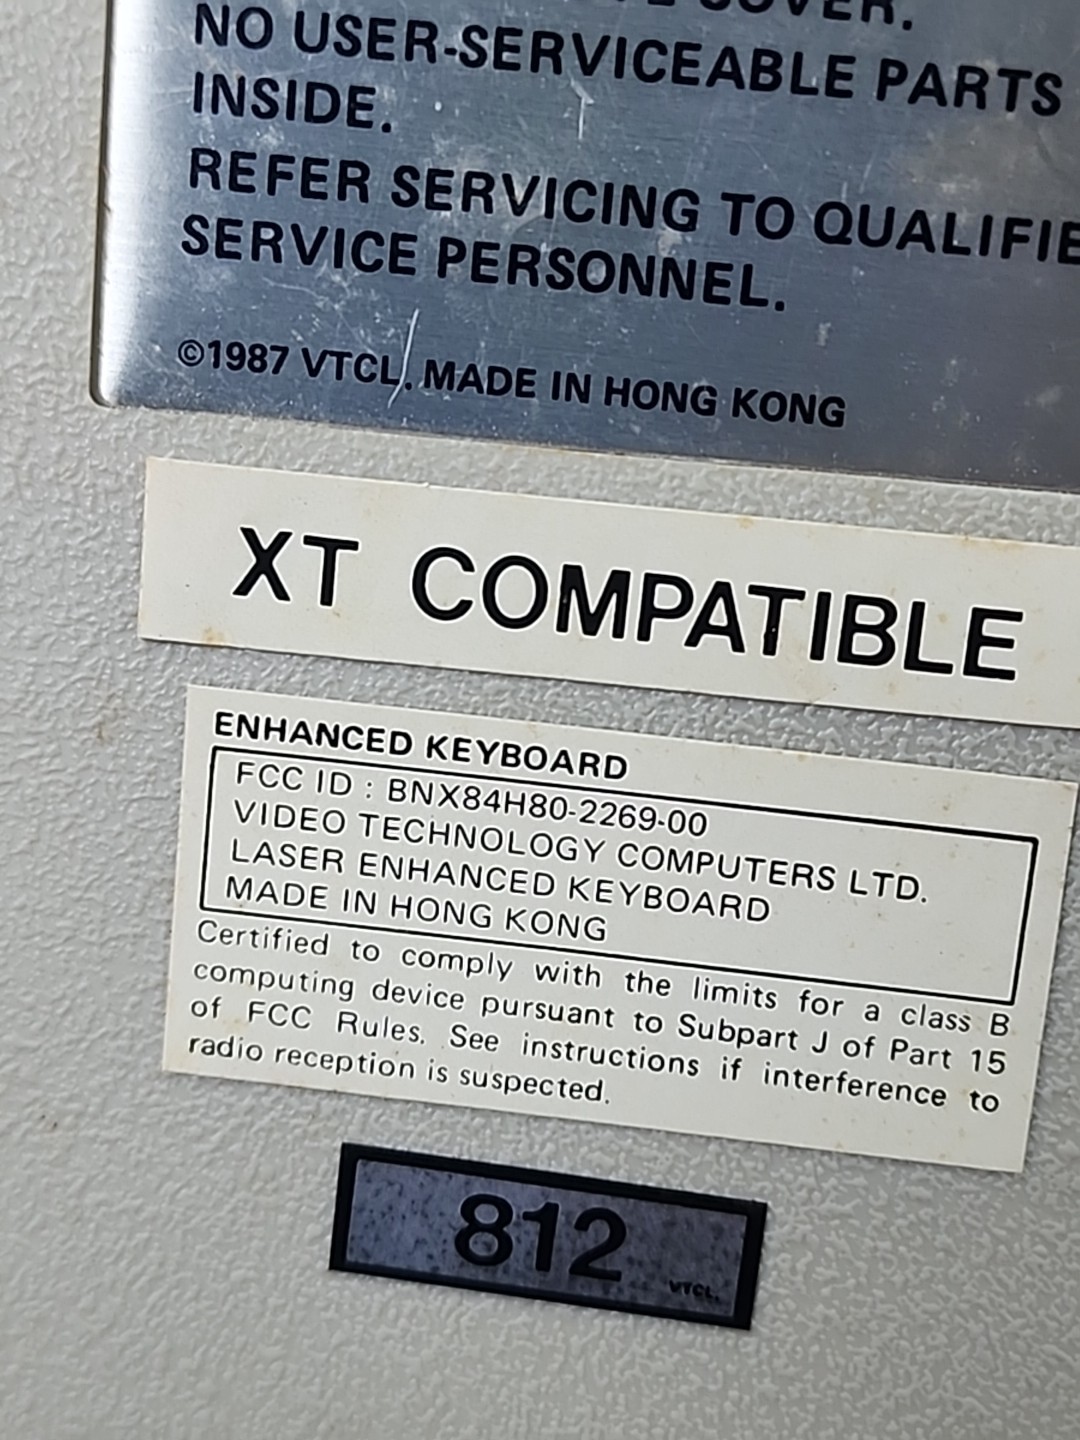 COVER.
NO USER-SERVICEABLE PARTS
INSIDE.
REFER SERVICING TO
SERVICE PERSONNEL.
©1987 VTCL. MADE IN HONG KONG
XT COMPATIBLE
ENHANCED KEYBOARD
FCC ID : BNX84H80-2269-00
VIDEO TECHNOLOGY COMPUTERS LTD.
LASER ENHANCED KEYBOARD
MADE IN HONG KONG
Certified to comply with the limits for a class B
computing device pursuant to Subpart J of Part 15
of FCC Rules. See instructions if interference to
radio reception is suspected.
812
VTCL.